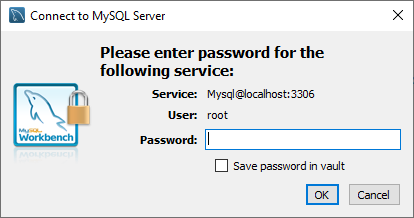 Connect to MySQL Server
Please enter password for the
following service:
Service: Mysql@localhost:3306
User: root
Password:
Save password in vault
MySQL
Workbench
OK Cancel